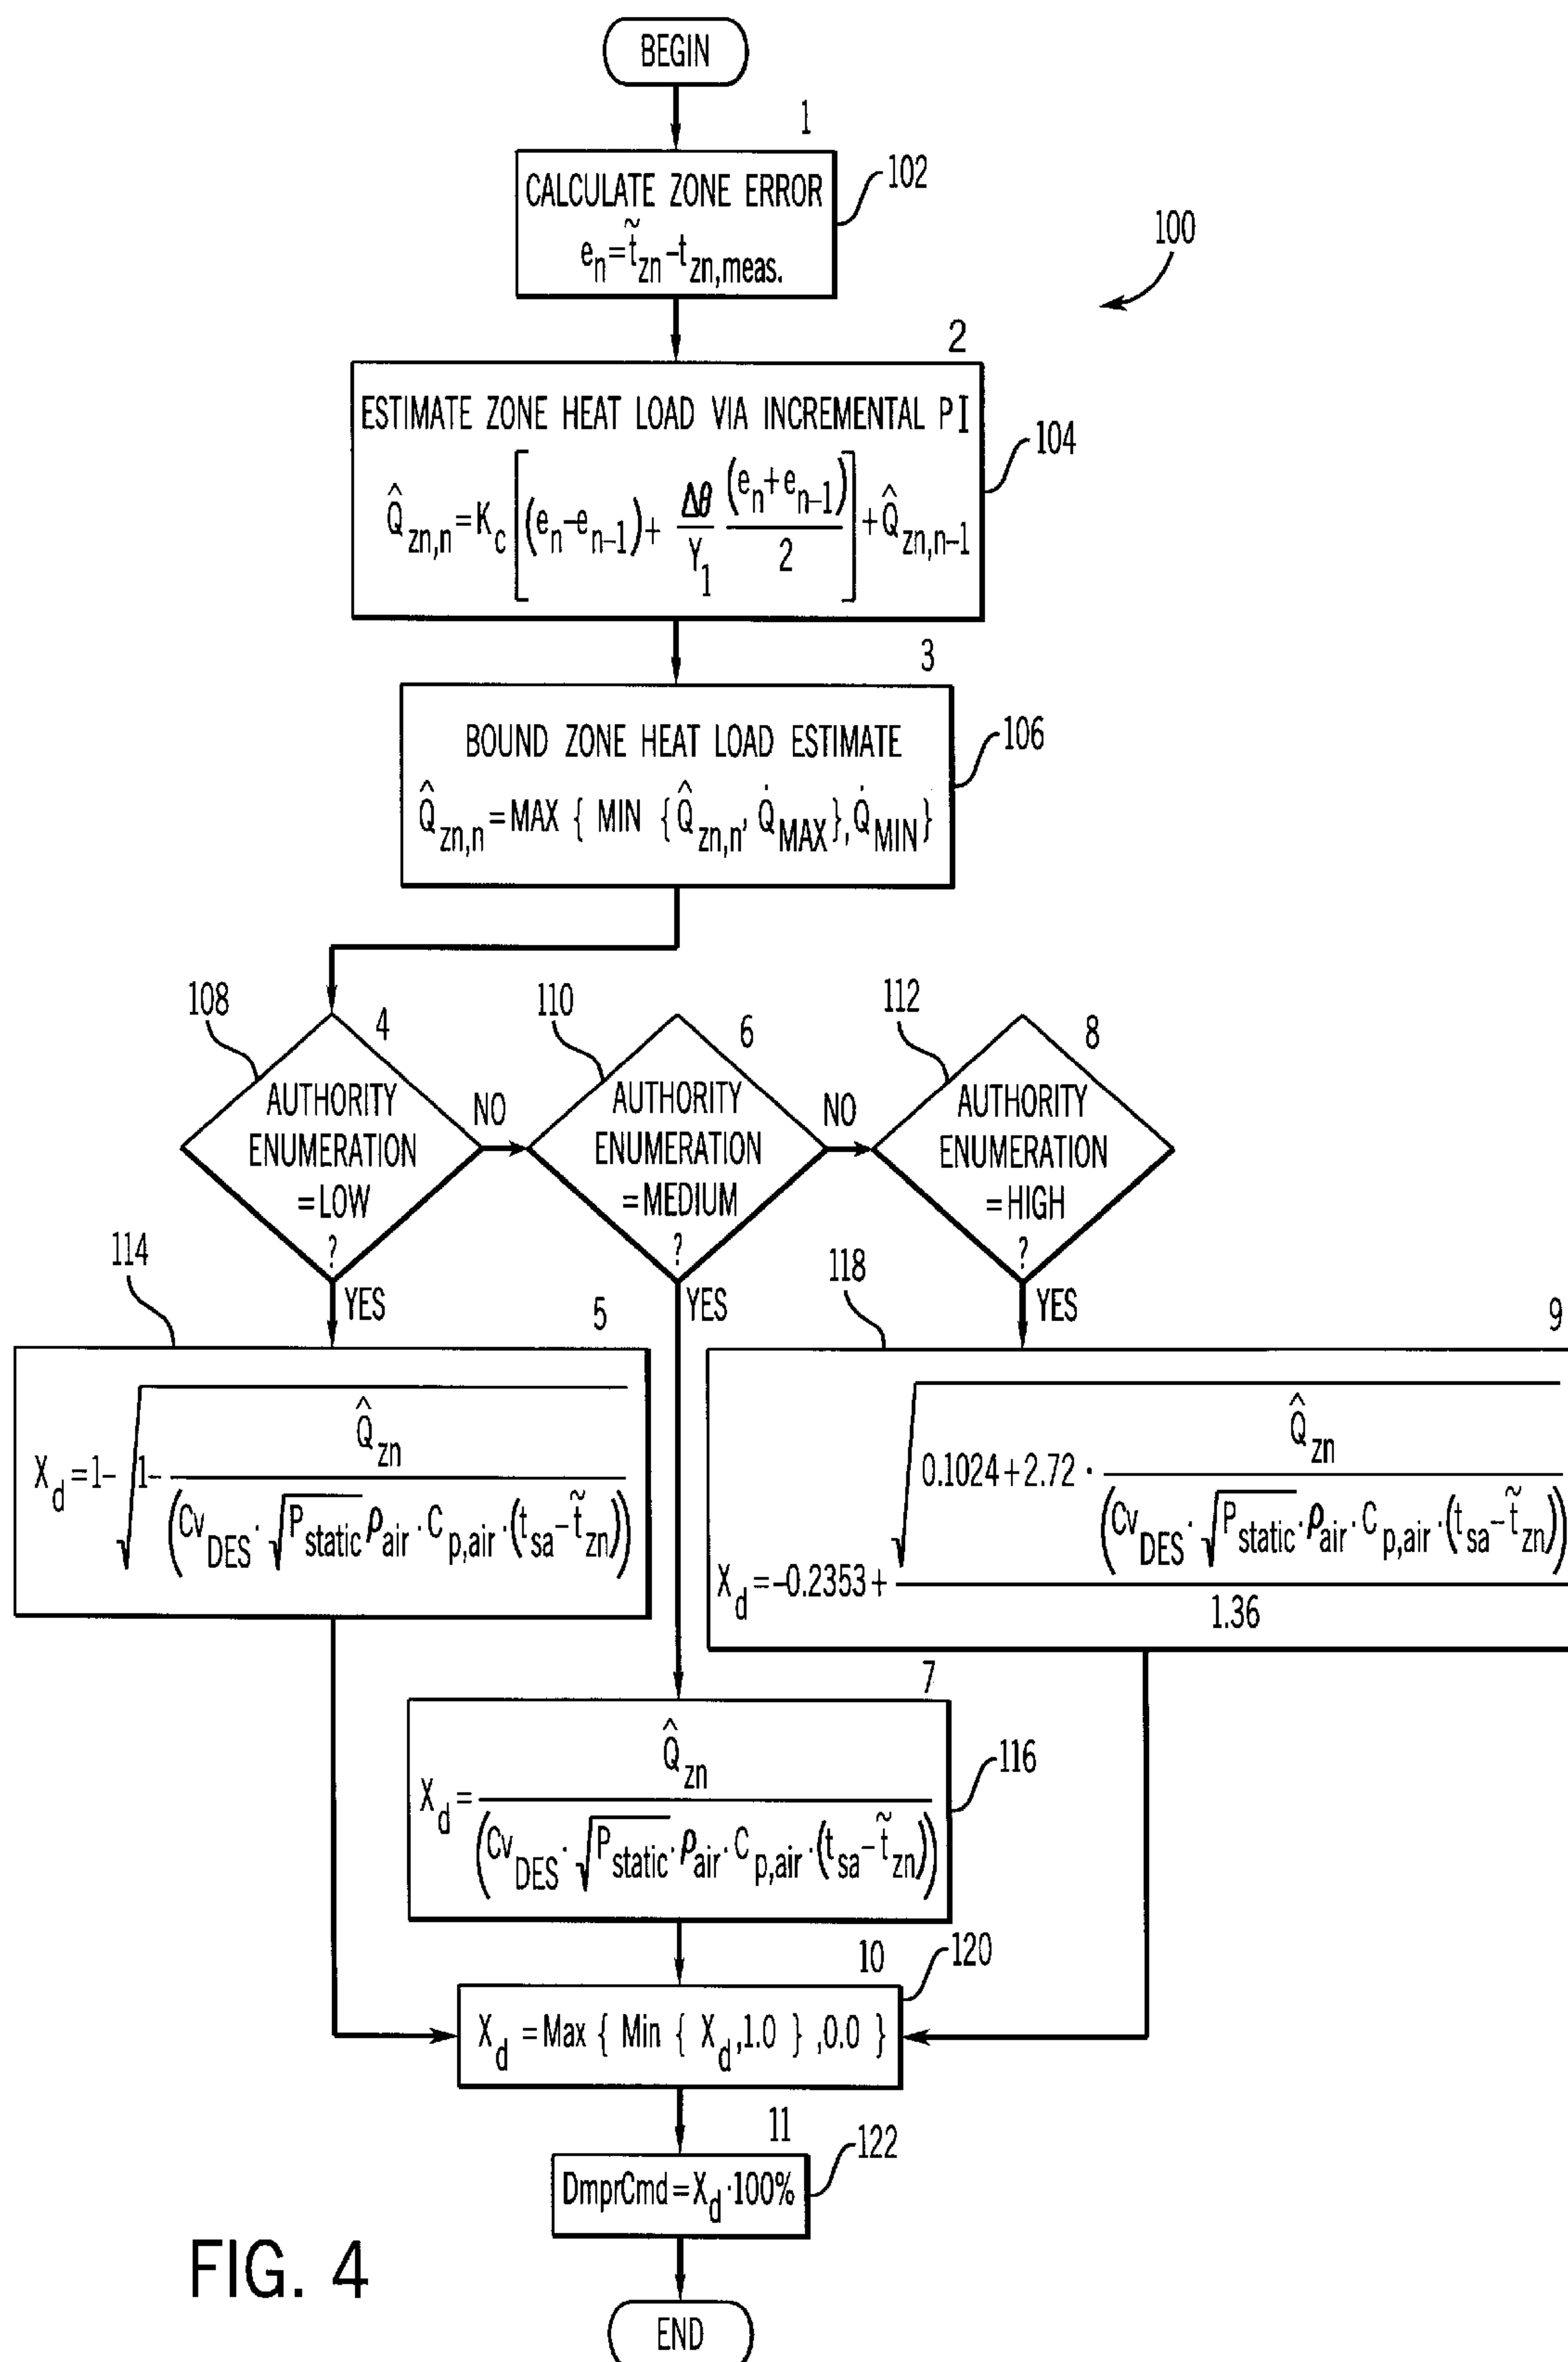 BEGIN
1
CALCULATE ZONE ERROR
102
e_n = t̃_zn - t_zn,meas.
100
2
ESTIMATE ZONE HEAT LOAD VIA INCREMENTAL PI
104
Q̂_zn,n = K_c [(e_n - e_n-1) + Δθ/Y_1 (e_n + e_n-1)/2] + Q̂_zn,n-1
3
BOUND ZONE HEAT LOAD ESTIMATE
106
Q̂_zn,n = MAX { MIN {Q̂_zn,n, Q̇_MAX}, Q̇_MIN }
108
4
AUTHORITY
ENUMERATION
=LOW
?
NO
YES
110
6
AUTHORITY
ENUMERATION
=MEDIUM
?
NO
YES
112
8
AUTHORITY
ENUMERATION
=HIGH
?
YES
114
5
X_d = 1-√(1- Q̂_zn / (Cv_DES · √P_static ρ_air · C_p,air · (t_sa - t̃_zn)))
118
9
X_d = -0.2353 + √(0.1024+2.72 · Q̂_zn / (Cv_DES · √P_static · ρ_air · C_p,air · (t_sa - t̃_zn))) / 1.36
7
X_d = Q̂_zn / (Cv_DES · √P_static · ρ_air · C_p,air · (t_sa - t̃_zn))
116
10
120
X_d = Max { Min { X_d,1.0 } ,0.0 }
11
122
DmprCmd = X_d · 100%
END
FIG. 4